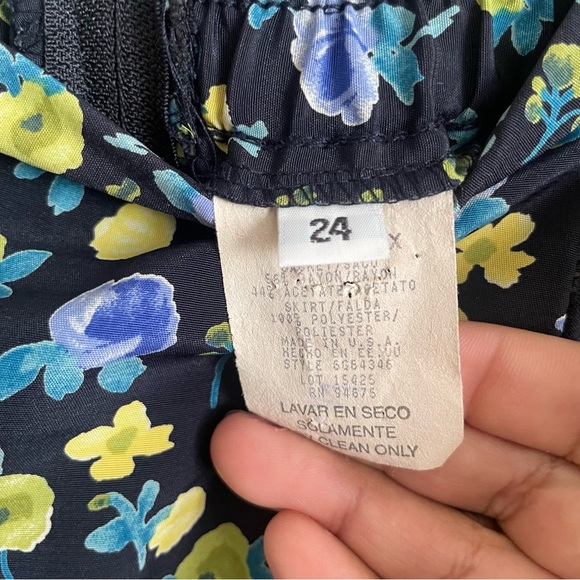 24
X
56% RAYON/RAYON
44% ACETATE/ACETATO
SKIRT/FALDA
100% POLYESTER/
POLIESTER
MADE IN U.S.A.
HECHO EN EE.UU
STYLE 6G64346
LOT 15425
RN 94675
LAVAR EN SECO
SOLAMENTE
CLEAN ONLY